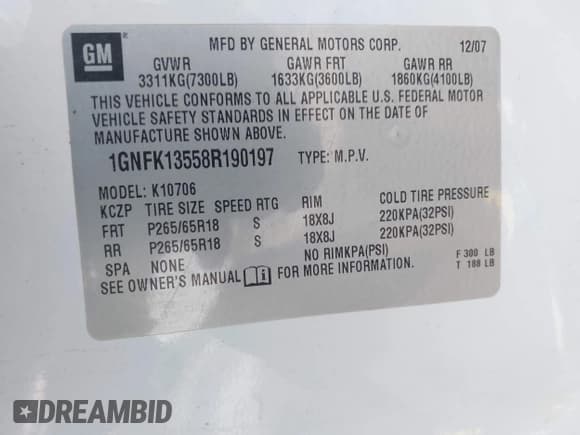 GM
®
MFD BY GENERAL MOTORS CORP. 12/07
GVWR GAWR FRT GAWR RR
3311KG(7300LB) 1633KG(3600LB) 1860KG(4100LB)
THIS VEHICLE CONFORMS TO ALL APPLICABLE U.S. FEDERAL MOTOR
VEHICLE SAFETY STANDARDS IN EFFECT ON THE DATE OF
MANUFACTURE SHOWN ABOVE.
1GNFK13558R190197 TYPE: M.P.V.
MODEL: K10706
KCZP TIRE SIZE SPEED RTG RIM COLD TIRE PRESSURE
FRT P265/65R18 S 18X8J 220KPA(32PSI)
RR P265/65R18 S 18X8J 220KPA(32PSI)
SPA NONE NO RIMKPA(PSI)
SEE OWNER'S MANUAL i FOR MORE INFORMATION.
F 300 LB
T 188 LB
DREAMBID